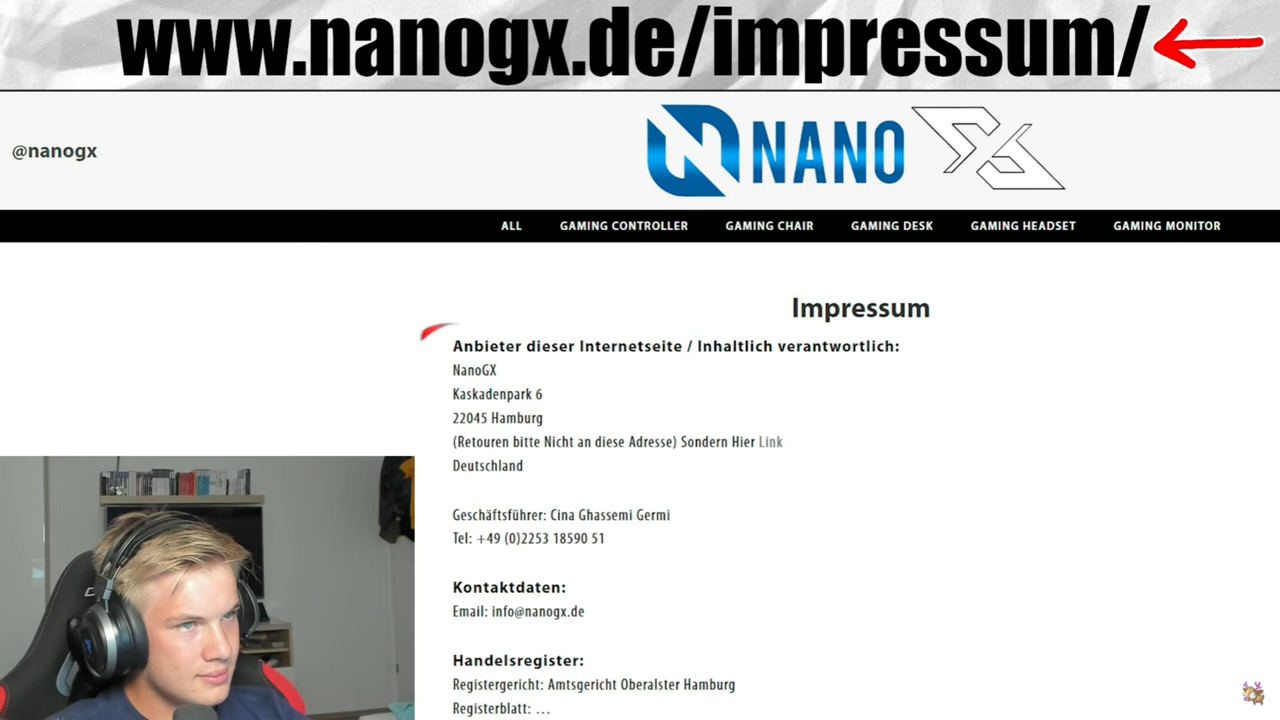 www.nanogx.de/impressum/
@nanogx
NANO
ALL GAMING CONTROLLER GAMING CHAIR GAMING DESK GAMING HEADSET GAMING MONITOR
Impressum
Anbieter dieser Internetseite / Inhaltlich verantwortlich:
NanoGX
Kaskadenpark 6
22045 Hamburg
(Retouren bitte Nicht an diese Adresse) Sondern Hier Link
Deutschland
Geschäftsführer: Cina Ghassemi Germi
Tel: +49 (0)2253 18590 51
Kontaktdaten:
Email: info@nanogx.de
Handelsregister:
Registergericht: Amtsgericht Oberalster Hamburg
Registerblatt: ...